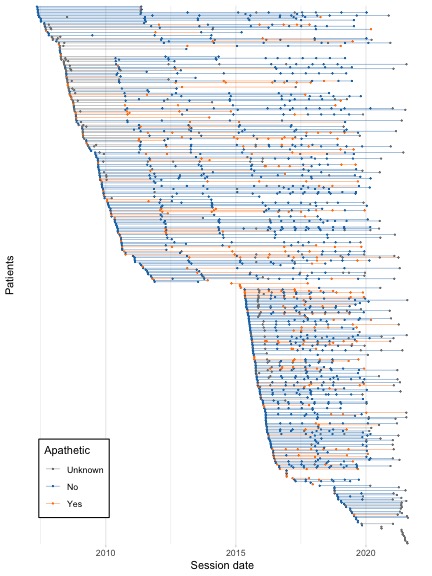 Patients
Apathetic
Unknown
No
Yes
2010
2015
2020
Session date